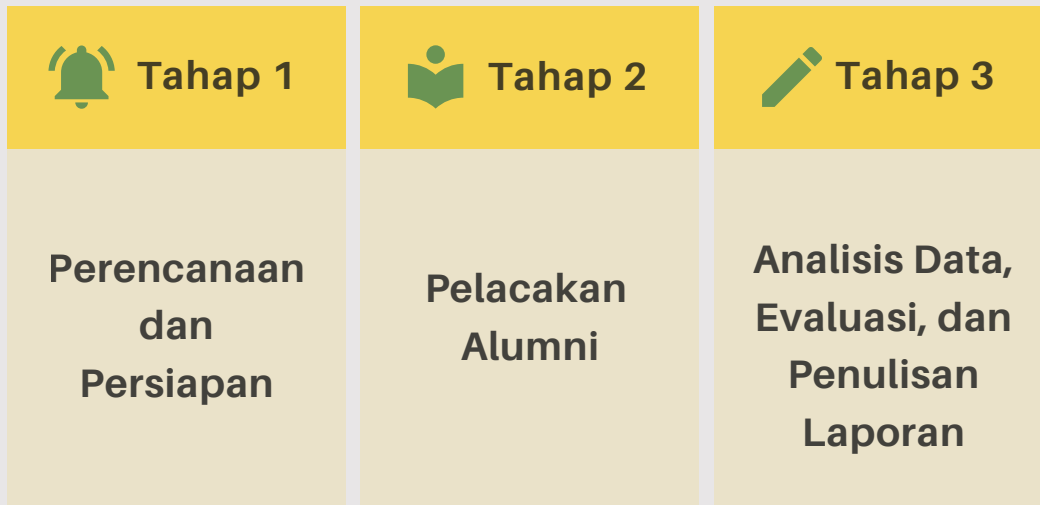 Tahap 1
Perencanaan
dan
Persiapan
Tahap 2
Pelacakan
Alumni
Tahap 3
Analisis Data,
Evaluasi, dan
Penulisan
Laporan